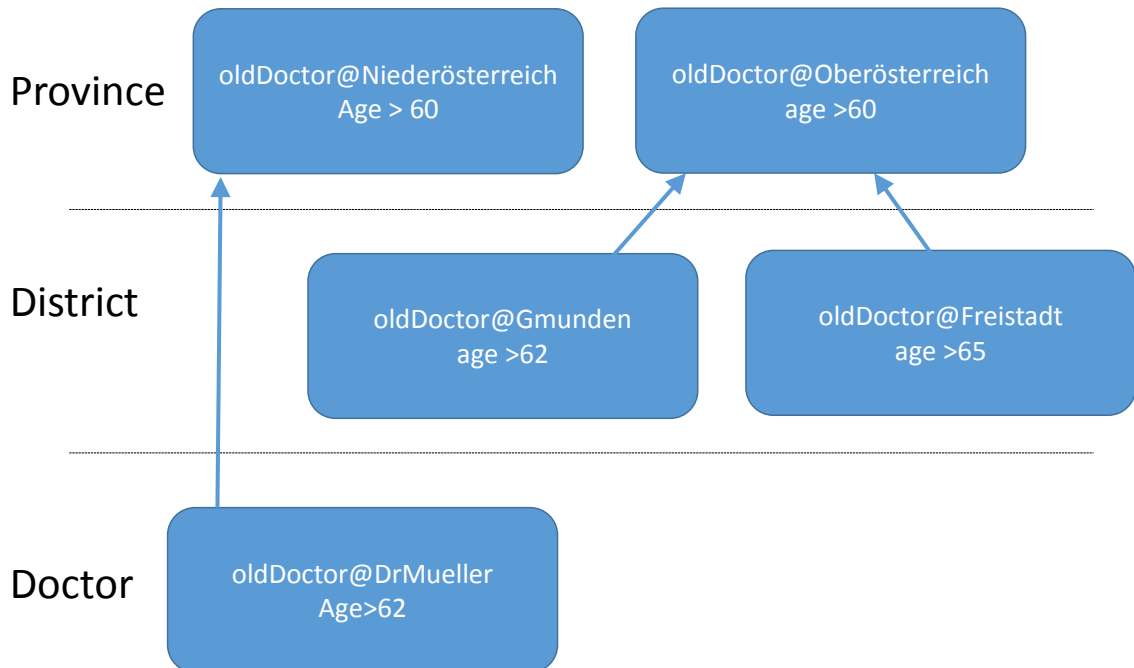 Province
oldDoctor@Niederösterreich
Age > 60
oldDoctor@Oberösterreich
age >60
District
oldDoctor@Gmunden
age >62
oldDoctor@Freistadt
age >65
Doctor
oldDoctor@DrMueller
Age>62